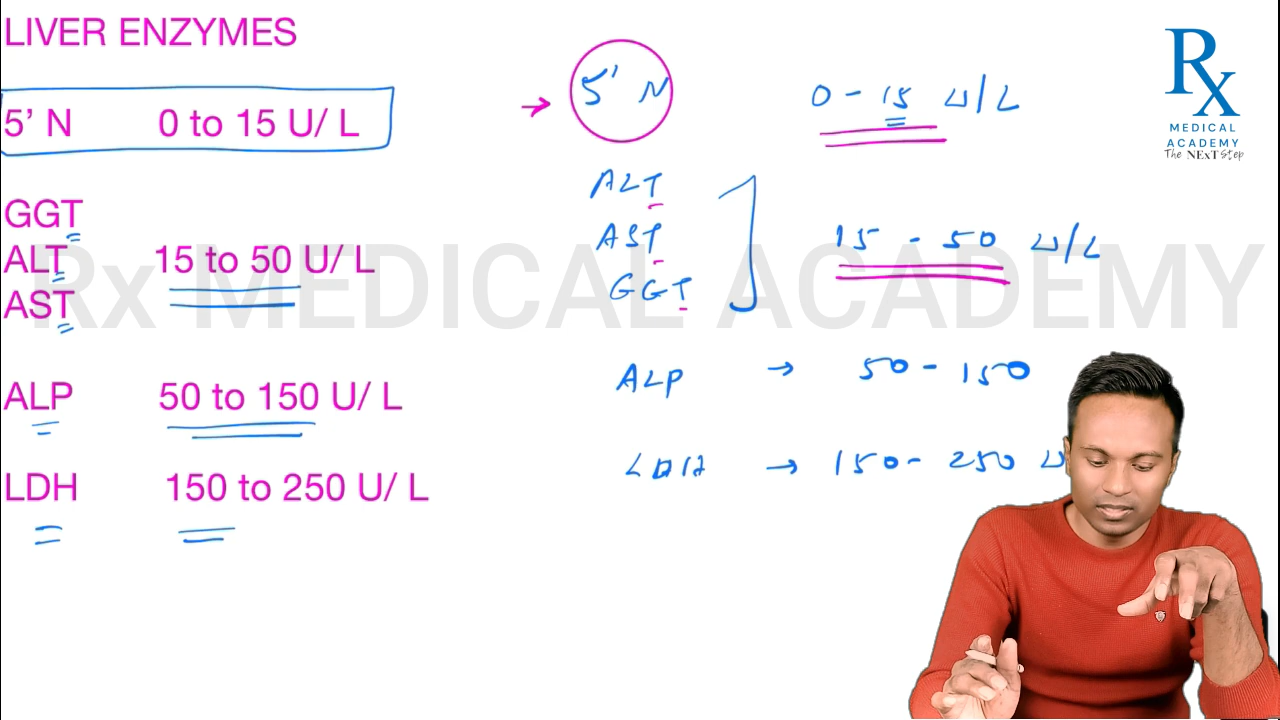 LIVER ENZYMES
5’ N 0 to 15 U/ L
GGT
ALT 15 to 50 U/ L
AST
ALP 50 to 150 U/ L
LDH 150 to 250 U/ L
5' N 0 - 15 U/L
ALT
AST 15 - 50 U/L
GGT
ALP → 50 - 150
LDH → 150 - 250 U
Rx
MEDICAL
ACADEMY
The NExT Step
Rx MEDICAL ACADEMY